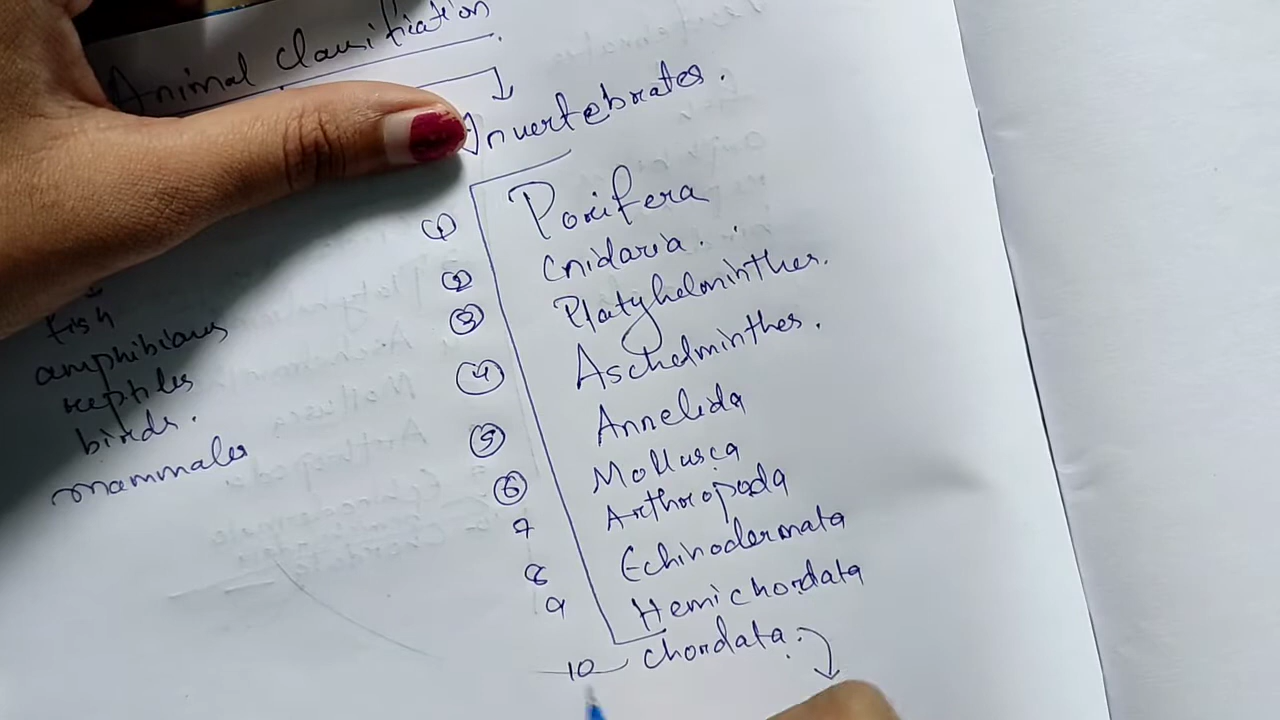 Animal Classification
Invertebrates.
(1) Porifera
(2) Cnidaria.
(3) Platyhelminthes.
(4) Aschelminthes.
(5) Annelida
(6) Mollusca
7 Arthropoda
8 Echinodermata
9 Hemichordata
10 chordata.
fish
amphibians
reptiles
birds.
mammales